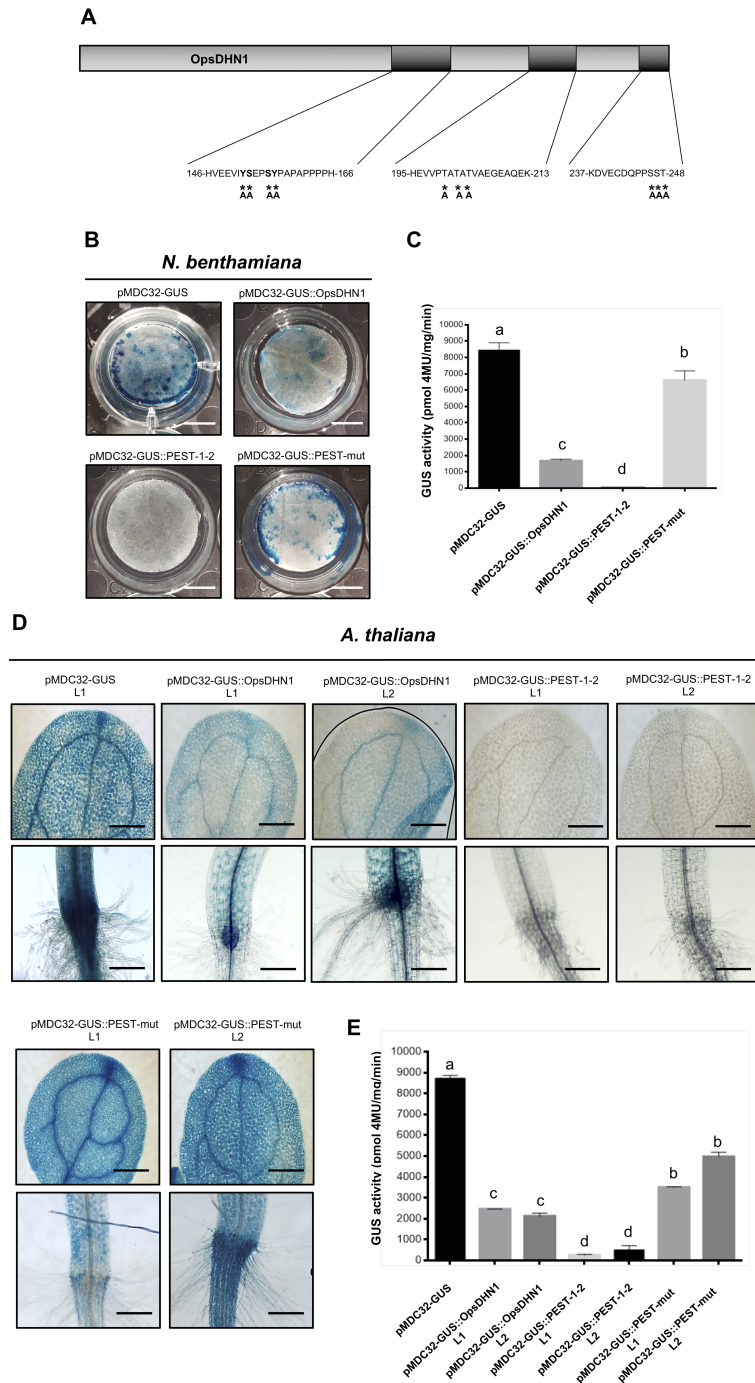 A
OpsDHN1
146-HVEEVIYSEPSYPAPAPPPPH-166
195-HEVVPTATATVAEGEAQEK-213
237-KDVECDQPPSST-248
** **
AA AA
* * *
A A A
***
AAA
B
N. benthamiana
pMDC32-GUS
pMDC32-GUS::OpsDHN1
pMDC32-GUS::PEST-1-2
pMDC32-GUS::PEST-mut
C
GUS activity (pmol 4MU/mg/min)
10000
9000
8000
7000
6000
5000
4000
3000
2000
1000
0
a
c
d
b
pMDC32-GUS
pMDC32-GUS::OpsDHN1
pMDC32-GUS::PEST-1-2
pMDC32-GUS::PEST-mut
D
A. thaliana
pMDC32-GUS
L1
pMDC32-GUS::OpsDHN1
L1
pMDC32-GUS::OpsDHN1
L2
pMDC32-GUS::PEST-1-2
L1
pMDC32-GUS::PEST-1-2
L2
pMDC32-GUS::PEST-mut
L1
pMDC32-GUS::PEST-mut
L2
E
GUS activity (pmol 4MU/mg/min)
10000
9000
8000
7000
6000
5000
4000
3000
2000
1000
0
a
c
c
d
d
b
b
pMDC32-GUS
pMDC32-GUS::OpsDHN1
L1
pMDC32-GUS::OpsDHN1
L2
pMDC32-GUS::PEST-1-2
L1
pMDC32-GUS::PEST-1-2
L2
pMDC32-GUS::PEST-mut
L1
pMDC32-GUS::PEST-mut
L2